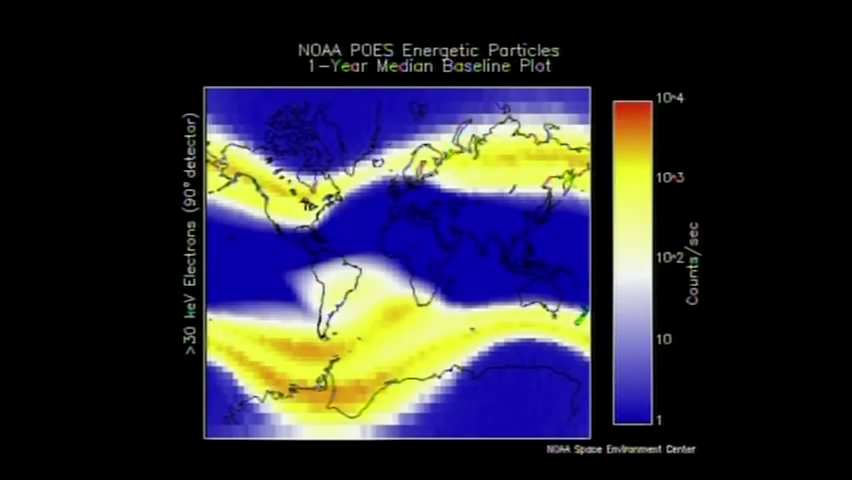 NOAA POES Energetic Particles
1-Year Median Baseline Plot
>30 keV Electrons (90° detector)
10^4
10^3
10^2
10
1
Counts/sec
NOAA Space Environment Center